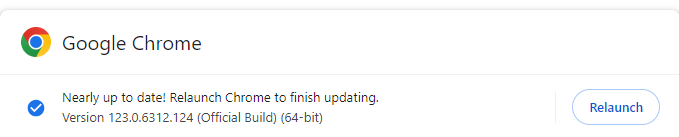 Google Chrome
Nearly up to date! Relaunch Chrome to finish updating.
Relaunch
Version 123.0.6312.124 (Official Build) (64-bit)